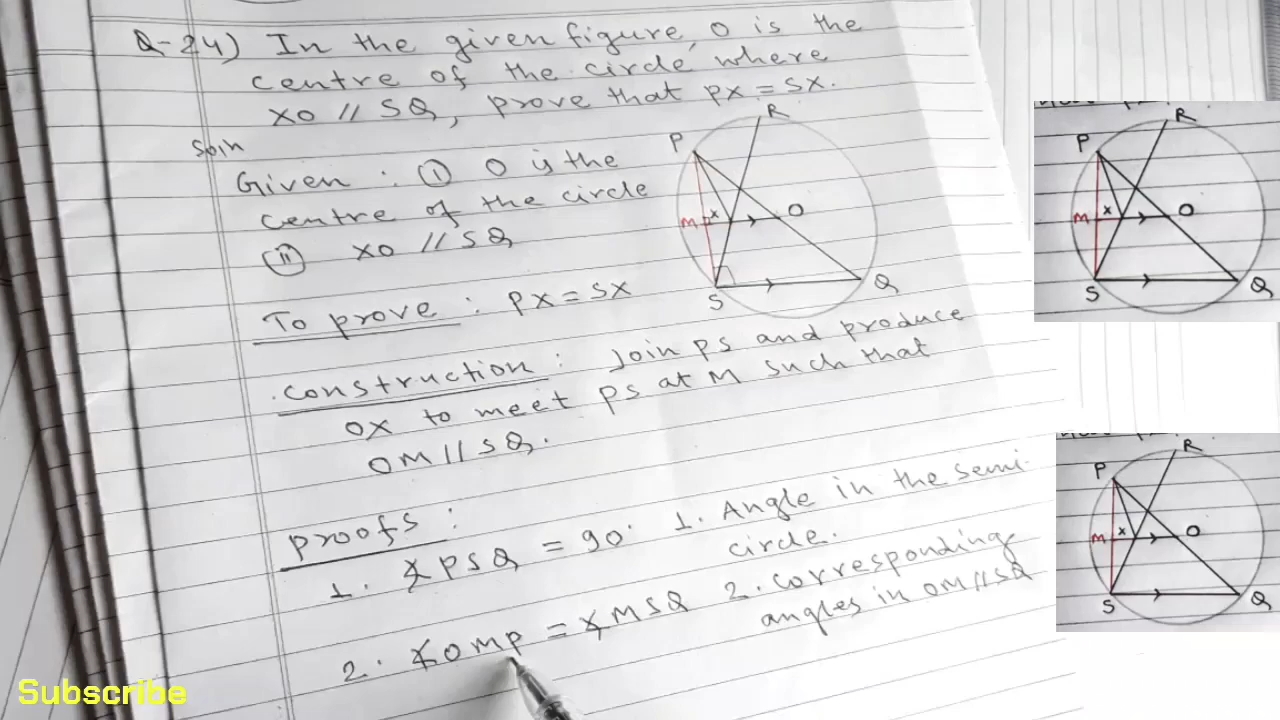 Q-24) In the given figure, O is the
centre of the circle where
XO // SQ, prove that PX = SX.
Soln
Given : (i) O is the
centre of the circle
(ii) XO // SQ
P
R
M
X
O
S
Q
To prove : PX = SX
Construction : Join PS and produce
OX to meet PS at M such that
OM // SQ.
Proofs :
1. ∡PSQ = 90° 1. Angle in the semi-
circle.
2. ∡OMP = ∡MSQ 2. Corresponding
angles in OM//SQ
P
R
M
X
O
S
Q
P
R
M
X
O
S
Q
Subscribe